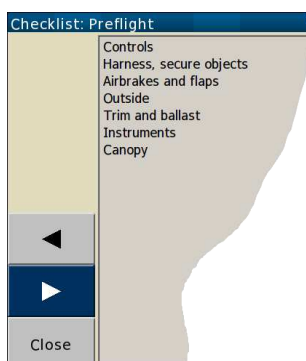 Checklist: Preflight
Controls
Harness, secure objects
Airbrakes and flaps
Outside
Trim and ballast
Instruments
Canopy
Close